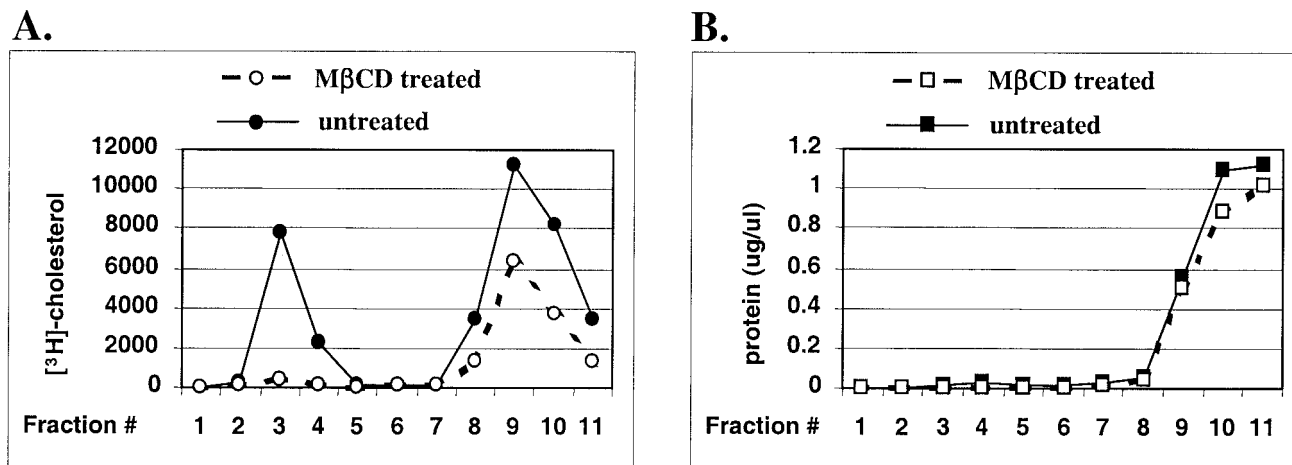 A.
MβCD treated
untreated
12000
10000
8000
6000
4000
2000
0
[³H]-cholesterol
Fraction # 1 2 3 4 5 6 7 8 9 10 11
B.
MβCD treated
untreated
1.2
1
0.8
0.6
0.4
0.2
0
protein (ug/ul)
Fraction # 1 2 3 4 5 6 7 8 9 10 11